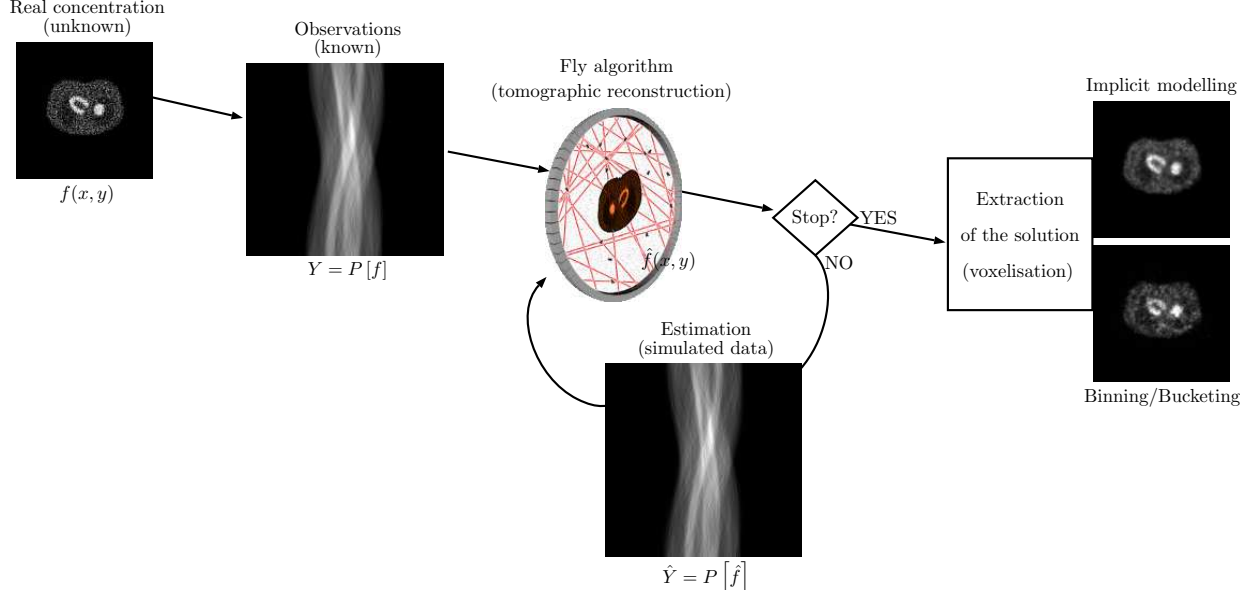 Real concentration
(unknown)
f(x, y)
Observations
(known)
Y = P [f]
Fly algorithm
(tomographic reconstruction)
f̂(x, y)
Stop?
YES
NO
Estimation
(simulated data)
Ŷ = P [f̂]
Extraction
of the solution
(voxelisation)
Implicit modelling
Binning/Bucketing